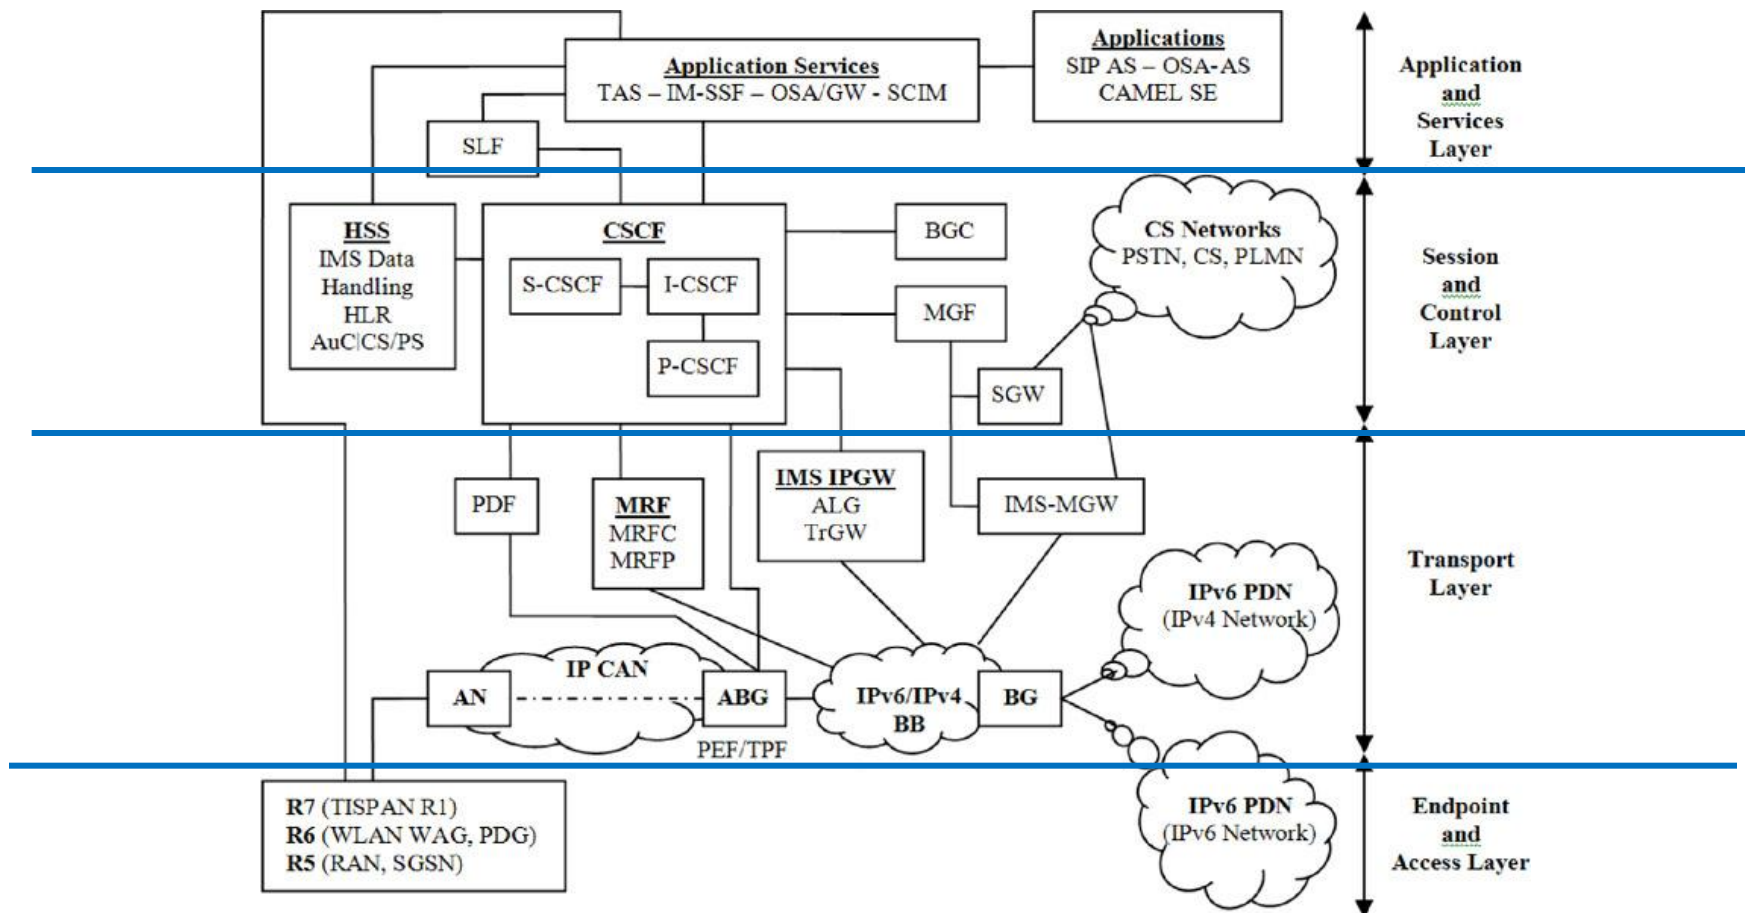 Applications
SIP AS – OSA-AS
CAMEL SE
Application Services
TAS – IM-SSF – OSA/GW - SCIM
Application
and
Services
Layer
SLF
HSS
IMS Data
Handling
HLR
AuC|CS/PS
CSCF
S-CSCF
I-CSCF
P-CSCF
BGC
MGF
SGW
CS Networks
PSTN, CS, PLMN
Session
and
Control
Layer
PDF
MRF
MRFC
MRFP
IMS IPGW
ALG
TrGW
IMS-MGW
IPv6 PDN
(IPv4 Network)
Transport
Layer
IP CAN
AN
ABG
PEF/TPF
IPv6/IPv4
BB
BG
R7 (TISPAN R1)
R6 (WLAN WAG, PDG)
R5 (RAN, SGSN)
IPv6 PDN
(IPv6 Network)
Endpoint
and
Access Layer